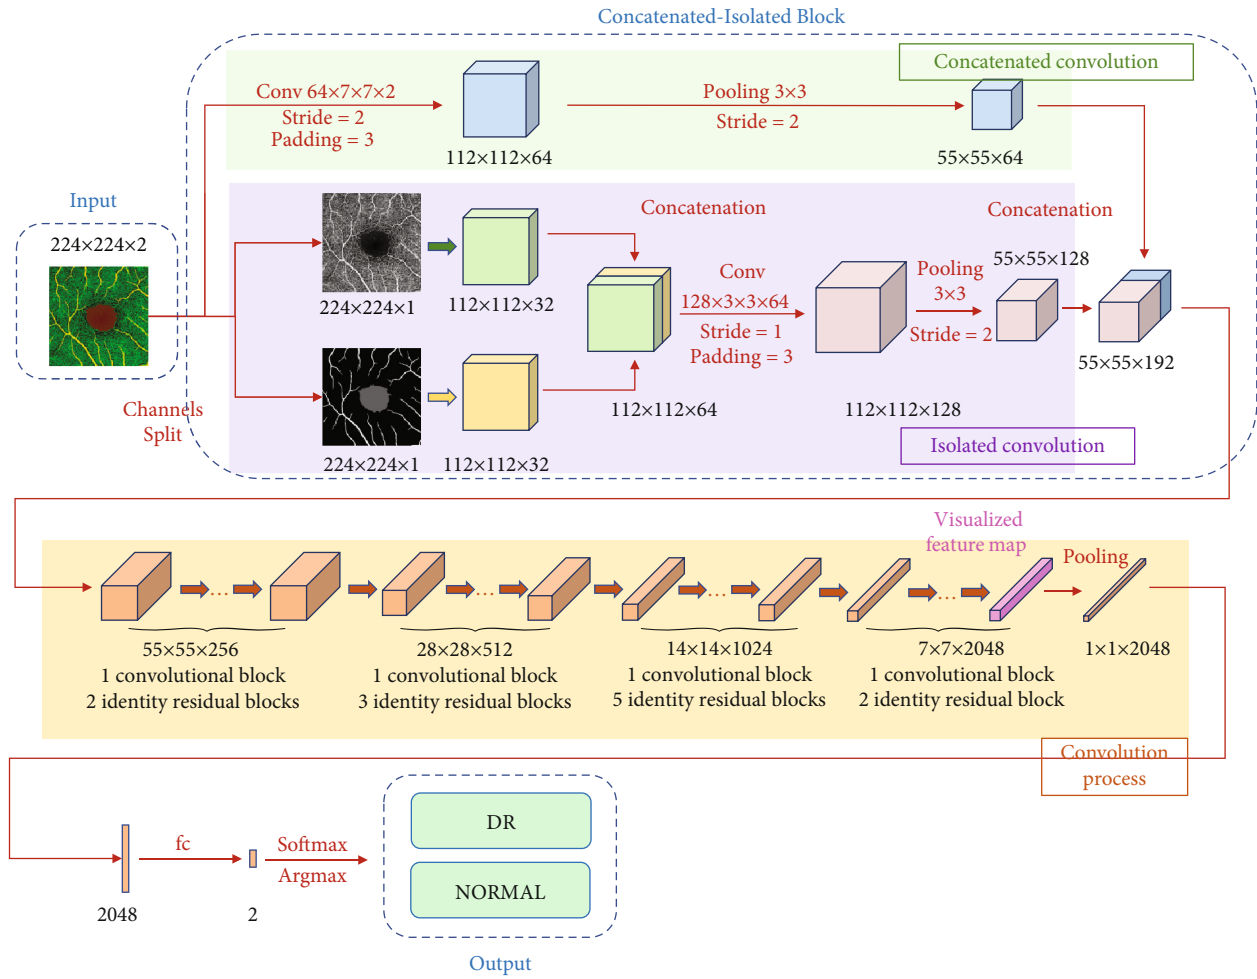 Concatenated-Isolated Block
Concatenated convolution
Conv 64×7×7×2
Stride = 2
Padding = 3
112×112×64
Pooling 3×3
Stride = 2
55×55×64
Input
224×224×2
Channels
Split
224×224×1
112×112×32
224×224×1
112×112×32
Concatenation
112×112×64
Conv
128×3×3×64
Stride = 1
Padding = 3
112×112×128
Pooling
3×3
Stride = 2
Concatenation
55×55×128
55×55×192
Isolated convolution
Visualized
feature map
Pooling
55×55×256
1 convolutional block
2 identity residual blocks
28×28×512
1 convolutional block
3 identity residual blocks
14×14×1024
1 convolutional block
5 identity residual blocks
7×7×2048
1 convolutional block
2 identity residual block
1×1×2048
Convolution
process
2048
fc
2
Softmax
Argmax
DR
NORMAL
Output